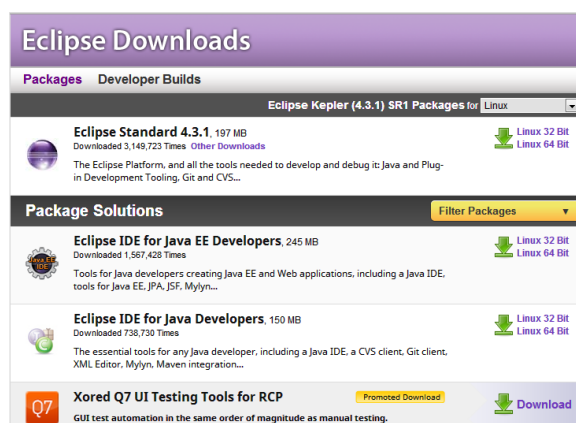 Eclipse Downloads
Packages Developer Builds
Eclipse Kepler (4.3.1) SR1 Packages for Linux
Eclipse Standard 4.3.1, 197 MB
Linux 32 Bit
Downloaded 3,149,723 Times Other Downloads
Linux 64 Bit
The Eclipse Platform, and all the tools needed to develop and debug it: Java and Plug-
in Development Tooling, Git and CVS...
Package Solutions
Filter Packages
Eclipse IDE for Java EE Developers, 245 MB
Linux 32 Bit
Downloaded 1,567,428 Times
Linux 64 Bit
Java EE
IDE
Tools for Java developers creating Java EE and Web applications, including a Java IDE,
tools for Java EE, JPA, JSF, Mylyn...
Eclipse IDE for Java Developers, 150 MB
Linux 32 Bit
Downloaded 738,730 Times
Linux 64 Bit
The essential tools for any Java developer, including a Java IDE, a CVS client, Git client,
XML Editor, Mylyn, Maven integration...
Xored Q7 UI Testing Tools for RCP
Promoted Download
Download
Q7
GUI test automation in the same order of magnitude as manual testing.